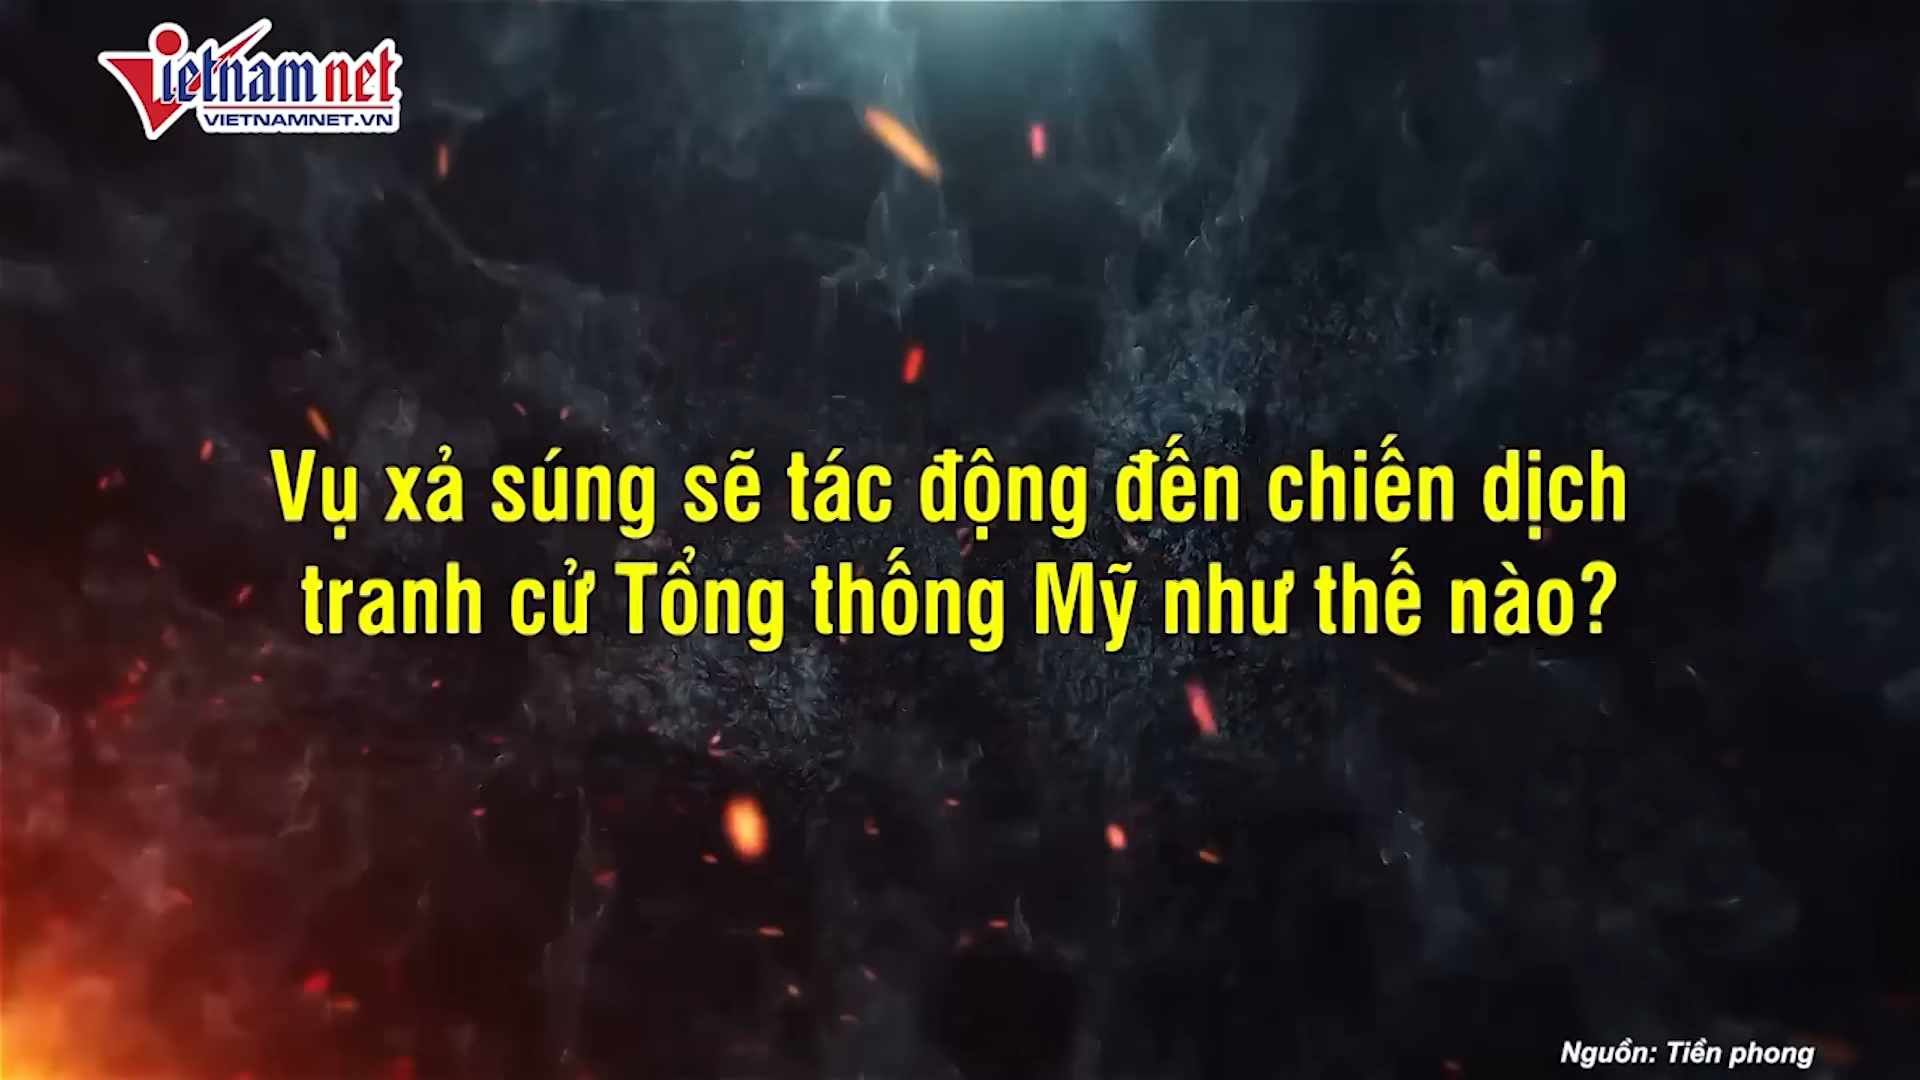 Vietnamnet
VIETNAMNET.VN
Vụ xả súng sẽ tác động đến chiến dịch
tranh cử Tổng thống Mỹ như thế nào?
Nguồn: Tiền phong